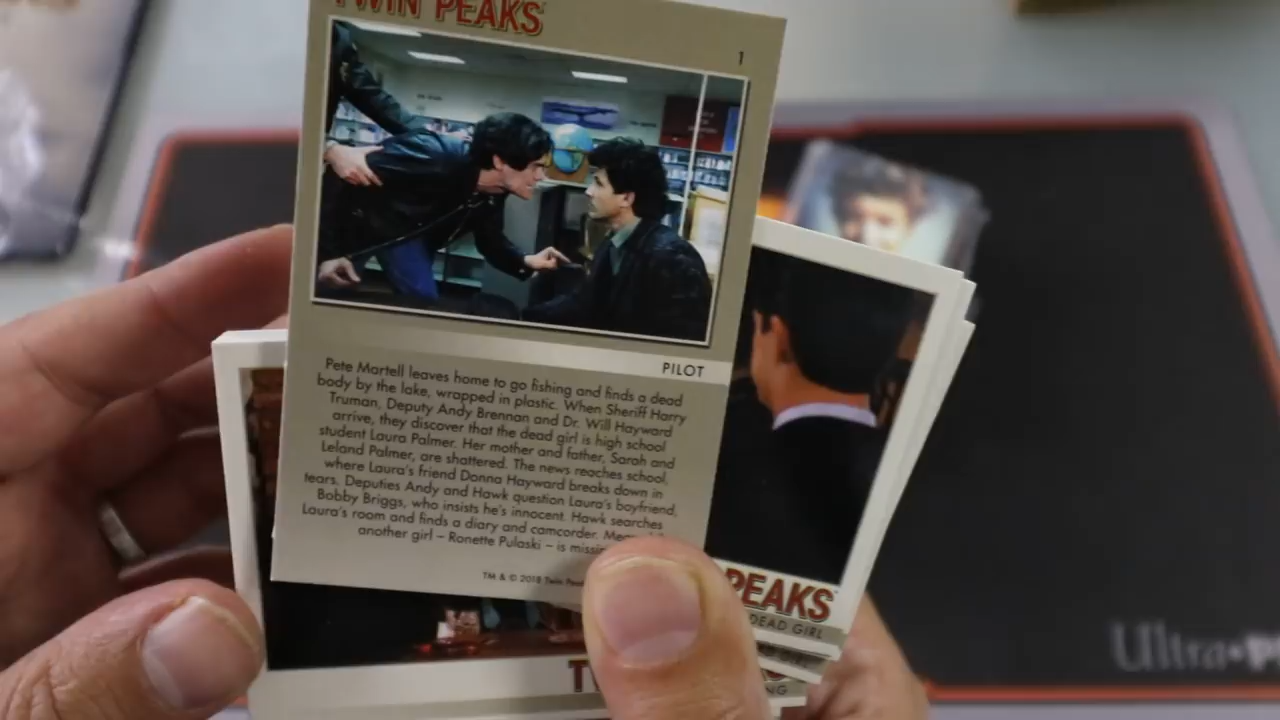 TWIN PEAKS
1
PILOT
Pete Martell leaves home to go fishing and finds a dead
body by the lake, wrapped in plastic. When Sheriff Harry
Truman, Deputy Andy Brennan and Dr. Will Hayward
arrive, they discover that the dead girl is high school
student Laura Palmer. Her mother and father, Sarah and
Leland Palmer, are shattered. The news reaches school,
where Laura's friend Donna Hayward breaks down in
tears. Deputies Andy and Hawk question Laura's boyfriend,
Bobby Briggs, who insists he's innocent. Hawk searches
Laura's room and finds a diary and camcorder.
another girl – Ronette Pulaski – is
TM & © 2018 Twin
PEAKS
DEAD GIRL
Ultra